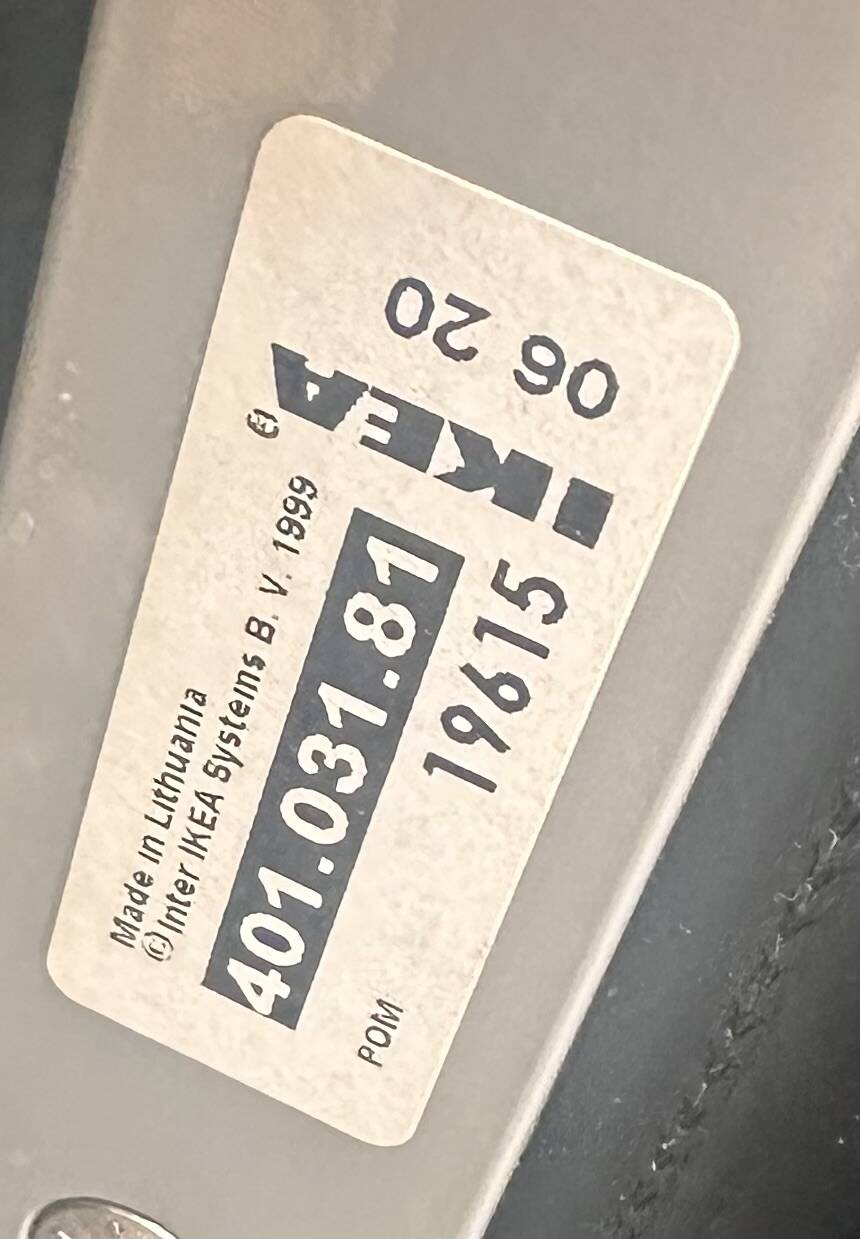 Made in Lithuania
© Inter IKEA Systems B. V. 1999 ®
401.031.81 IKEA
19615
POM
06 20